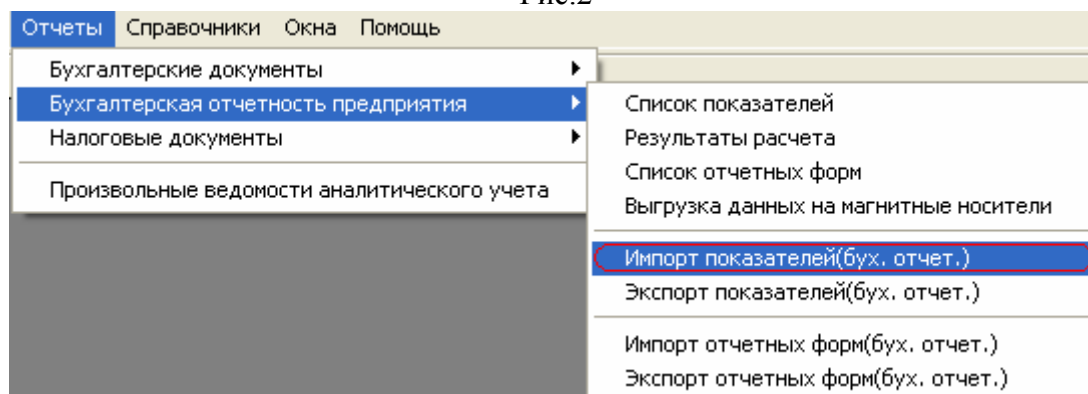 Рис.2
Отчеты Справочники Окна Помощь
Бухгалтерские документы
Бухгалтерская отчетность предприятия
Налоговые документы
Произвольные ведомости аналитического учета
Список показателей
Результаты расчета
Список отчетных форм
Выгрузка данных на магнитные носители
Импорт показателей(бух. отчет.)
Экспорт показателей(бух. отчет.)
Импорт отчетных форм(бух. отчет.)
Экспорт отчетных форм(бух. отчет.)